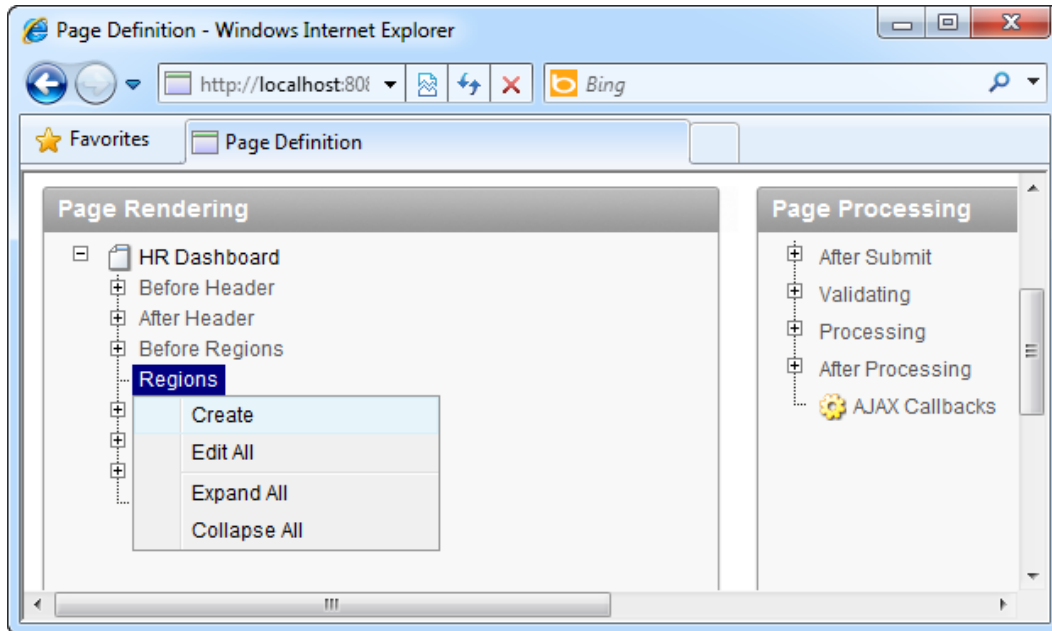 Page Definition - Windows Internet Explorer
http://localhost:808
Bing
Favorites
Page Definition
Page Rendering
HR Dashboard
Before Header
After Header
Before Regions
Regions
Create
Edit All
Expand All
Collapse All
Page Processing
After Submit
Validating
Processing
After Processing
AJAX Callbacks